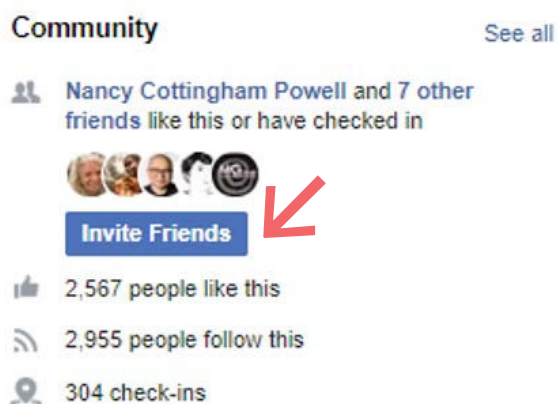 Community
See all
Nancy Cottingham Powell and 7 other
friends like this or have checked in
Invite Friends
2,567 people like this
2,955 people follow this
304 check-ins